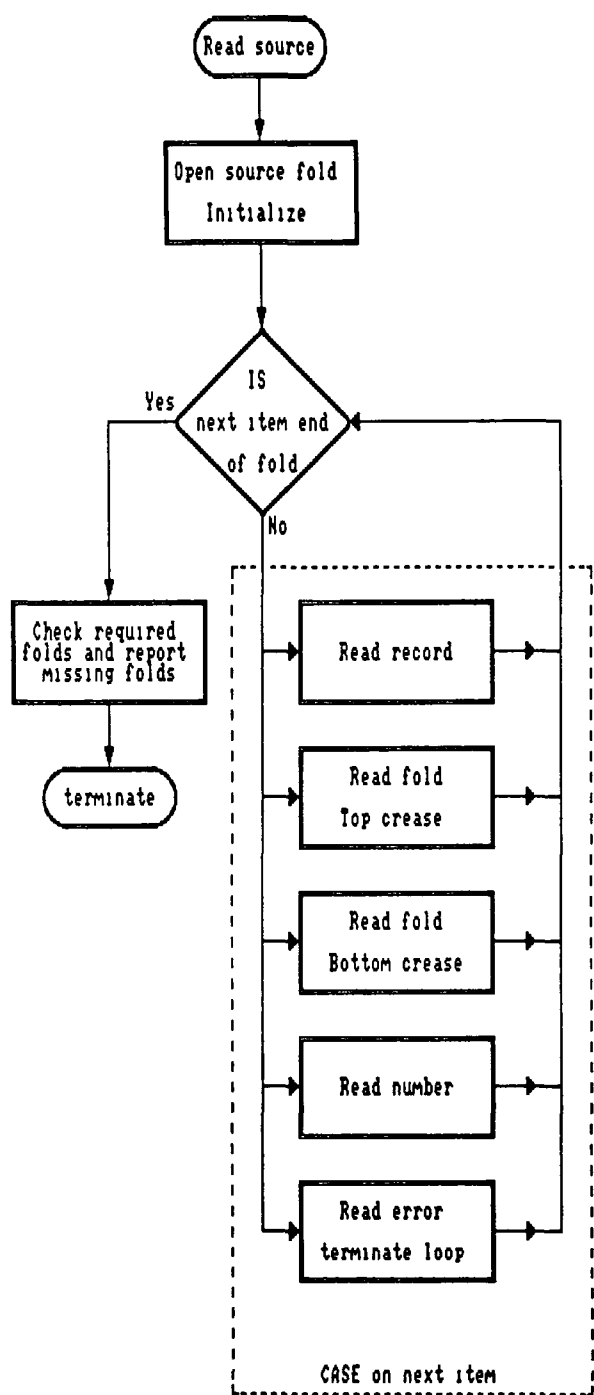 Read source
Open source fold
Initialize
IS
next item end
of fold
Yes
No
Check required
folds and report
missing folds
terminate
Read record
Read fold
Top crease
Read fold
Bottom crease
Read number
Read error
terminate loop
CASE on next item